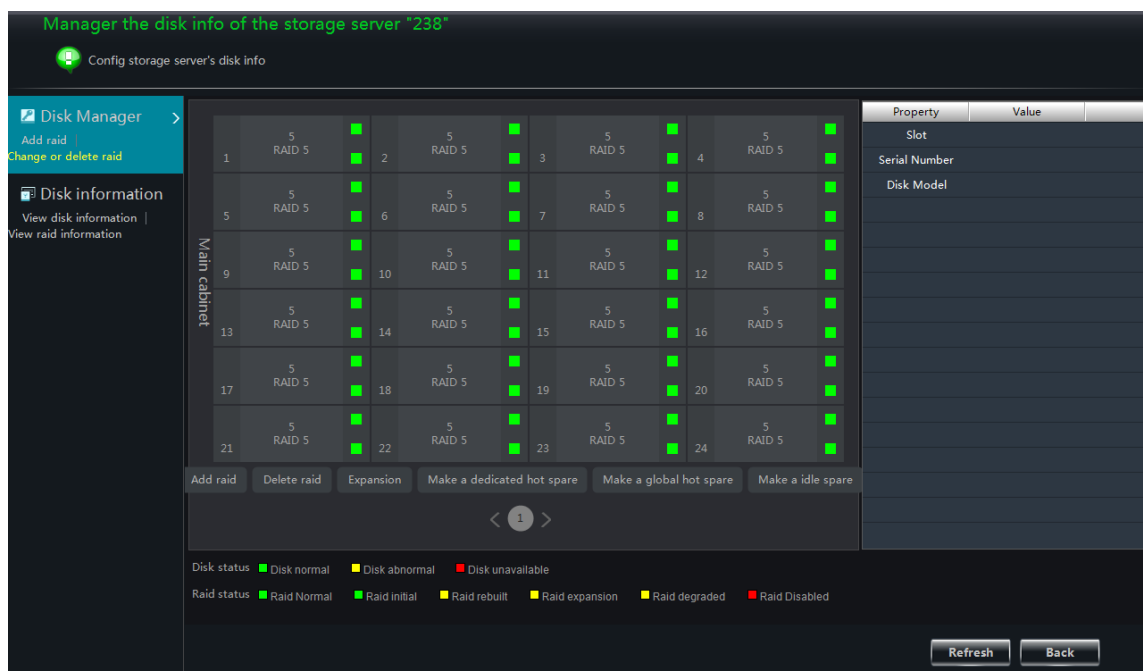 Manager the disk info of the storage server "238"
Config storage server's disk info
Disk Manager
Add raid |
Change or delete raid
Disk information
View disk information |
View raid information
Main cabinet
5 5 5 5
RAID 5 RAID 5 RAID 5 RAID 5
1 2 3 4
5 5 5 5
RAID 5 RAID 5 RAID 5 RAID 5
5 6 7 8
5 5 5 5
RAID 5 RAID 5 RAID 5 RAID 5
9 10 11 12
5 5 5 5
RAID 5 RAID 5 RAID 5 RAID 5
13 14 15 16
5 5 5 5
RAID 5 RAID 5 RAID 5 RAID 5
17 18 19 20
5 5 5 5
RAID 5 RAID 5 RAID 5 RAID 5
21 22 23 24
Add raid Delete raid Expansion Make a dedicated hot spare Make a global hot spare Make a idle spare
< 1 >
Property Value
Slot
Serial Number
Disk Model
Disk status Disk normal Disk abnormal Disk unavailable
Raid status Raid Normal Raid initial Raid rebuilt Raid expansion Raid degraded Raid Disabled
Refresh Back